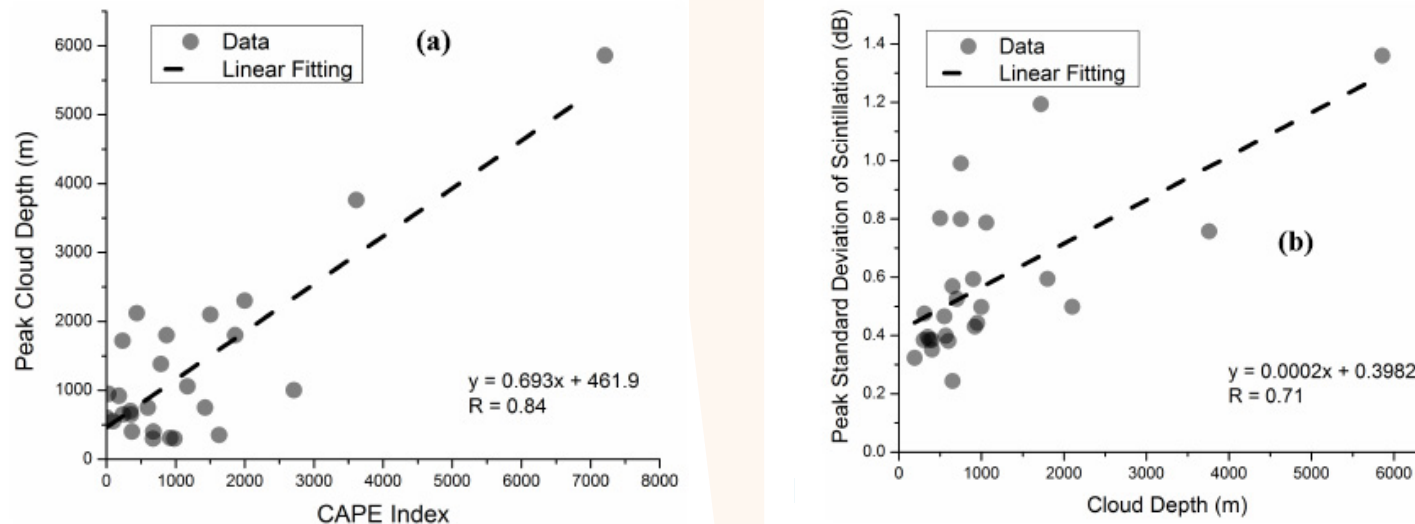 (a)
Data
Linear Fitting
6000
5000
4000
3000
2000
1000
0
Peak Cloud Depth (m)
y = 0.693x + 461.9
R = 0.84
0 1000 2000 3000 4000 5000 6000 7000 8000
CAPE Index
Data
Linear Fitting
(b)
1.4
1.2
1.0
0.8
0.6
0.4
0.2
0.0
Peak Standard Deviation of Scintillation (dB)
y = 0.0002x + 0.3982
R = 0.71
0 1000 2000 3000 4000 5000 6000
Cloud Depth (m)